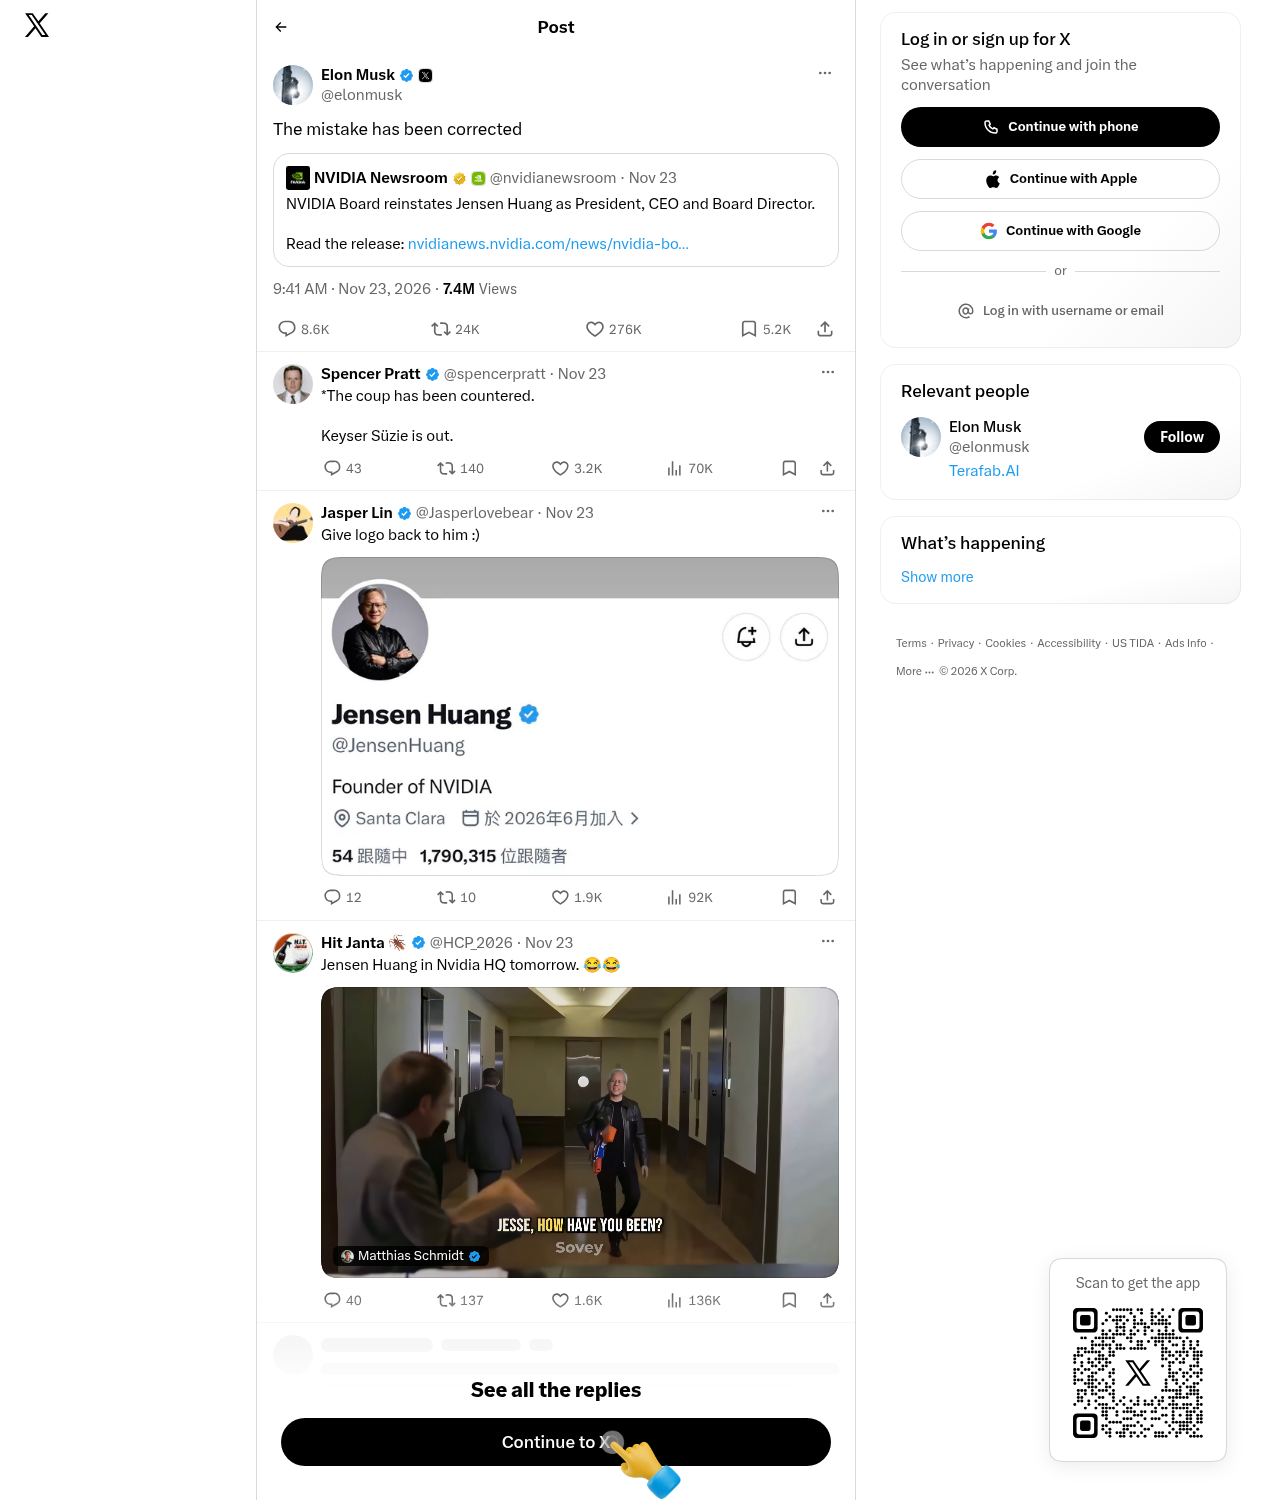 Post
Elon Musk
@elonmusk
The mistake has been corrected
NVIDIA Newsroom @nvidianewsroom · Nov 23
NVIDIA Board reinstates Jensen Huang as President, CEO and Board Director.
Read the release: nvidianews.nvidia.com/news/nvidia-bo…
9:41 AM · Nov 23, 2026 · 7.4M Views
8.6K 24K 276K 5.2K
Spencer Pratt @spencerpratt · Nov 23
*The coup has been countered.
Keyser Süzie is out.
43 140 3.2K 70K
Jasper Lin @Jasperlovebear · Nov 23
Give logo back to him :)
Jensen Huang
@JensenHuang
Founder of NVIDIA
Santa Clara 於 2026年6月加入
54 跟隨中 1,790,315 位跟隨者
12 10 1.9K 92K
Hit Janta @HCP_2026 · Nov 23
Jensen Huang in Nvidia HQ tomorrow. 😂😂
JESSE, HOW HAVE YOU BEEN?
Sovey
Matthias Schmidt
40 137 1.6K 136K
See all the replies
Continue to X
Log in or sign up for X
See what’s happening and join the
conversation
Continue with phone
Continue with Apple
Continue with Google
or
Log in with username or email
Relevant people
Elon Musk
@elonmusk
Terafab.AI
Follow
What’s happening
Show more
Terms · Privacy · Cookies · Accessibility · US TIDA · Ads Info ·
More ··· © 2026 X Corp.
Scan to get the app